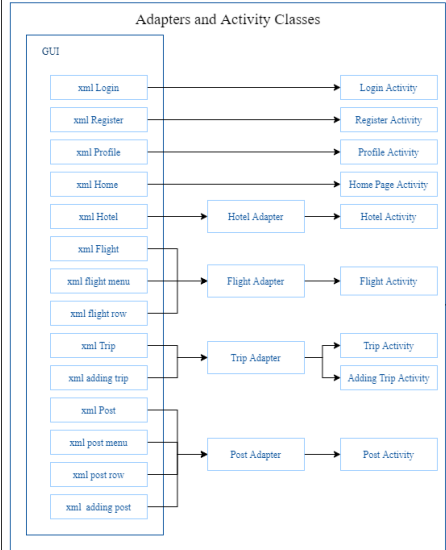 Adapters and Activity Classes
GUI
xml Login
Login Activity
xml Register
Register Activity
xml Profile
Profile Activity
xml Home
Home Page Activity
xml Hotel
Hotel Adapter
Hotel Activity
xml Flight
xml flight menu
Flight Adapter
Flight Activity
xml flight row
xml Trip
Trip Activity
Trip Adapter
xml adding trip
Adding Trip Activity
xml Post
xml post menu
Post Adapter
Post Activity
xml post row
xml adding post